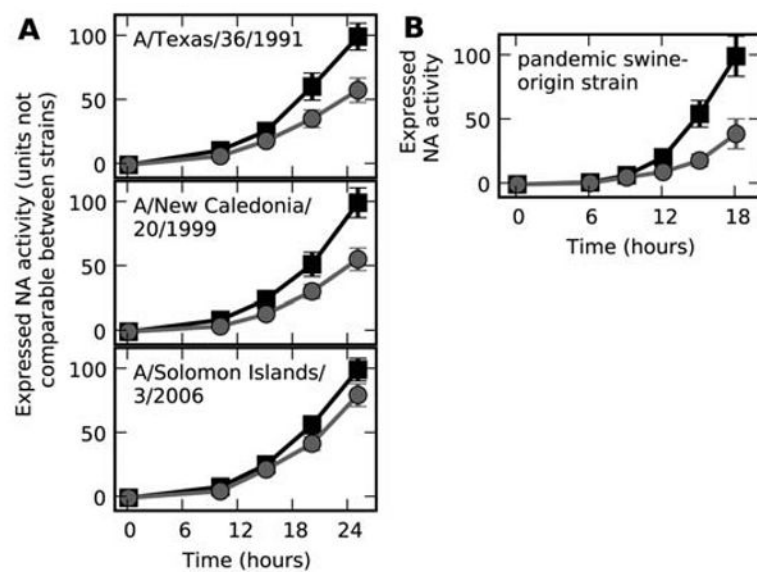 A
Expressed NA activity (units not
comparable between strains)
100
50
0
A/Texas/36/1991
100
50
0
A/New Caledonia/
20/1999
100
50
0
A/Solomon Islands/
3/2006
0 6 12 18 24
Time (hours)
B
Expressed
NA activity
100
50
0
pandemic swine-
origin strain
0 6 12 18
Time (hours)